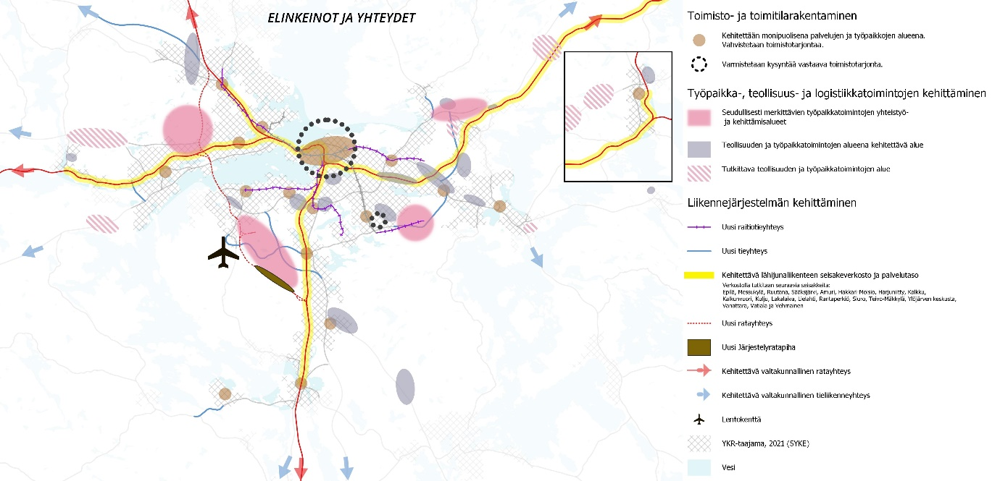 ELINKEINOT JA YHTEYDET
Toimisto- ja toimitilarakentaminen
Kehitettään monipuolisena palvelujen ja työpaikkojen alueena.
Vahvistetaan toimistotarjontaa.
Varmistetaan kysyntää vastaava toimistotarjonta.
Työpaikka-, teollisuus- ja logistiikkatoimintojen kehittäminen
Seudullisesti merkittävien työpaikkatoimintojen yhteistyö-
ja kehittämisalueet
Teollisuuden ja työpaikkatoimintojen alueena kehitettävä alue
Tutkittava teollisuuden ja työpaikkatoimintojen alue
Liikennejärjestelmän kehittäminen
Uusi raitiotieyhteys
Uusi tieyhteys
Kehitettävä lähijunaliikenteen seisakeverkosto ja palvelutaso
Verkostolla tutkitaan seuraavia seisakkeita:
Epilä, Messukylä, Ruutana, Sääksjärvi, Amuri, Hakkari-Moisio, Harjuniitty, Kalkku,
Kalkunvuori, Kulju, Lakalaiva, Lielahti, Rantaperkiö, Siuro, Teivo-Mäkkylä, Ylöjärven keskusta,
Vanattara, Vatiala ja Vehmainen
Uusi ratayhteys
Uusi Järjestelyratapiha
Kehitettävä valtakunnallinen ratayhteys
Kehitettävä valtakunnallinen tieliikenneyhteys
Lentokenttä
YKR-taajama, 2021 (SYKE)
Vesi